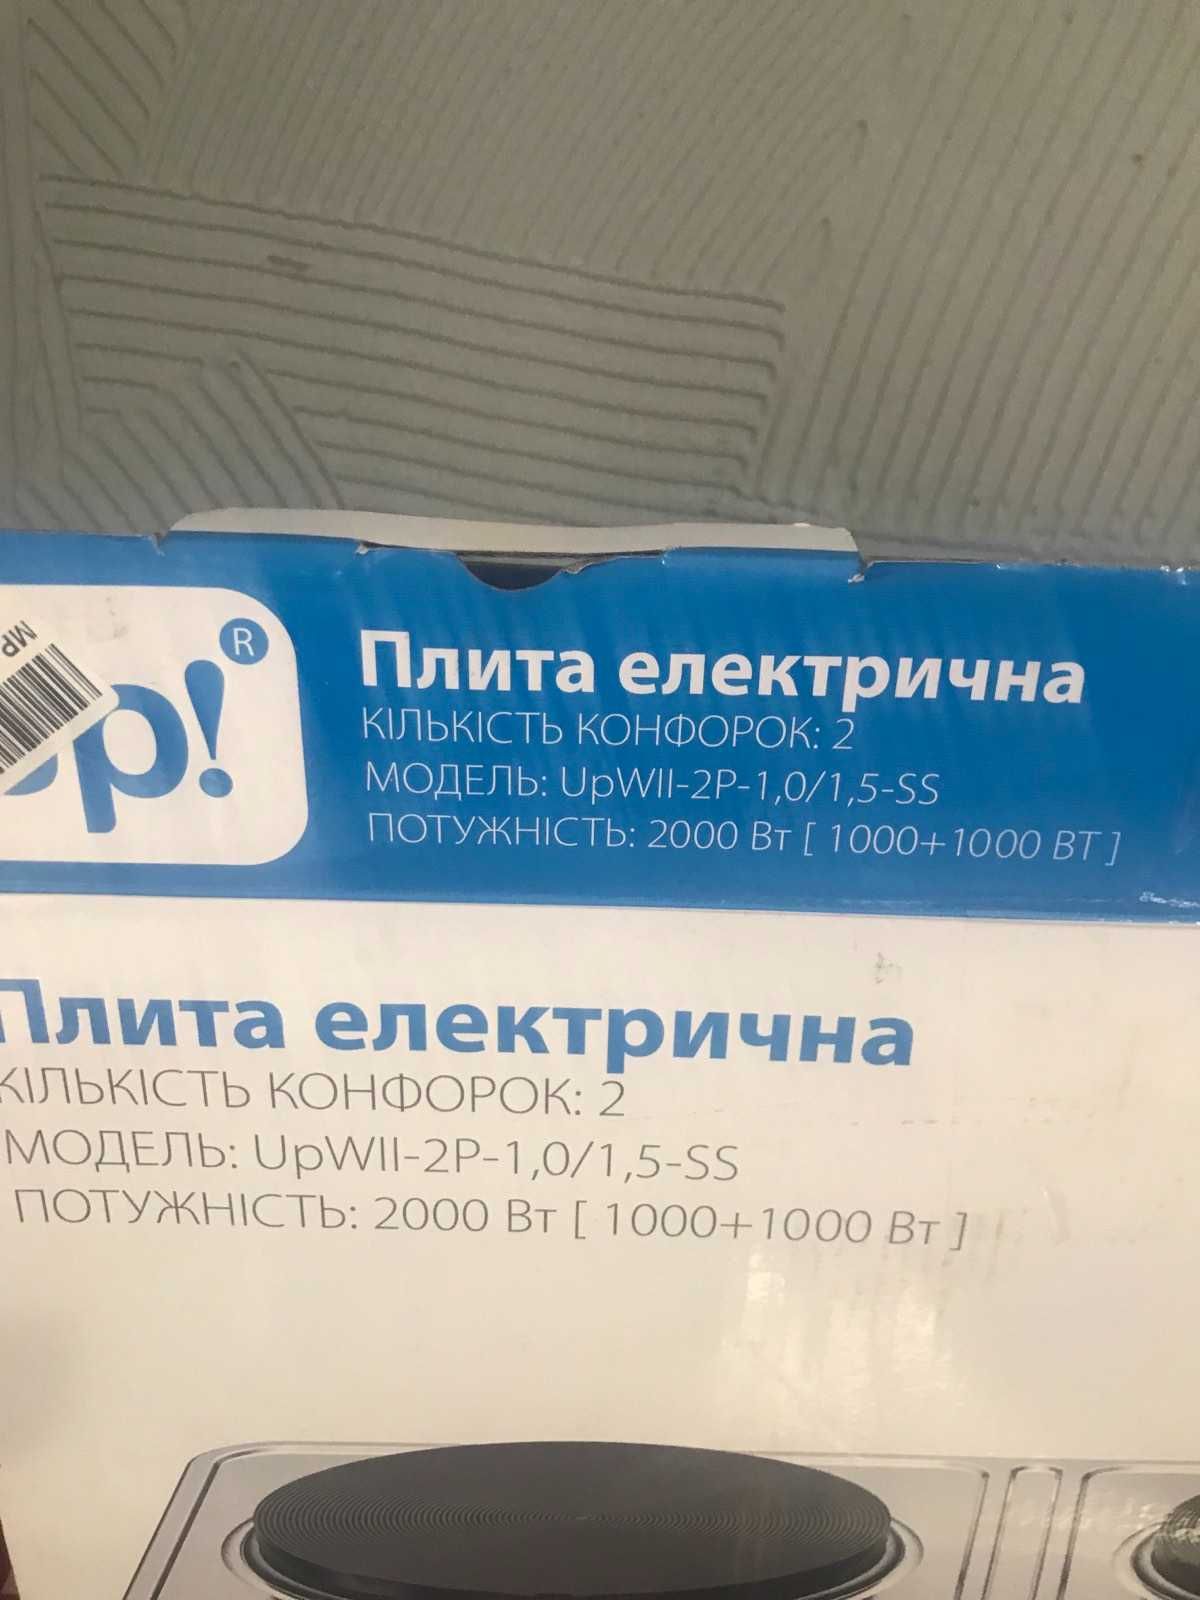 MP
p!
®
Плита електрична
КІЛЬКІСТЬ КОНФОРОК: 2
МОДЕЛЬ: UpWII-2P-1,0/1,5-SS
ПОТУЖНІСТЬ: 2000 Вт [ 1000+1000 ВТ ]
Плита електрична
КІЛЬКІСТЬ КОНФОРОК: 2
МОДЕЛЬ: UpWII-2P-1,0/1,5-SS
ПОТУЖНІСТЬ: 2000 Вт [ 1000+1000 Вт ]